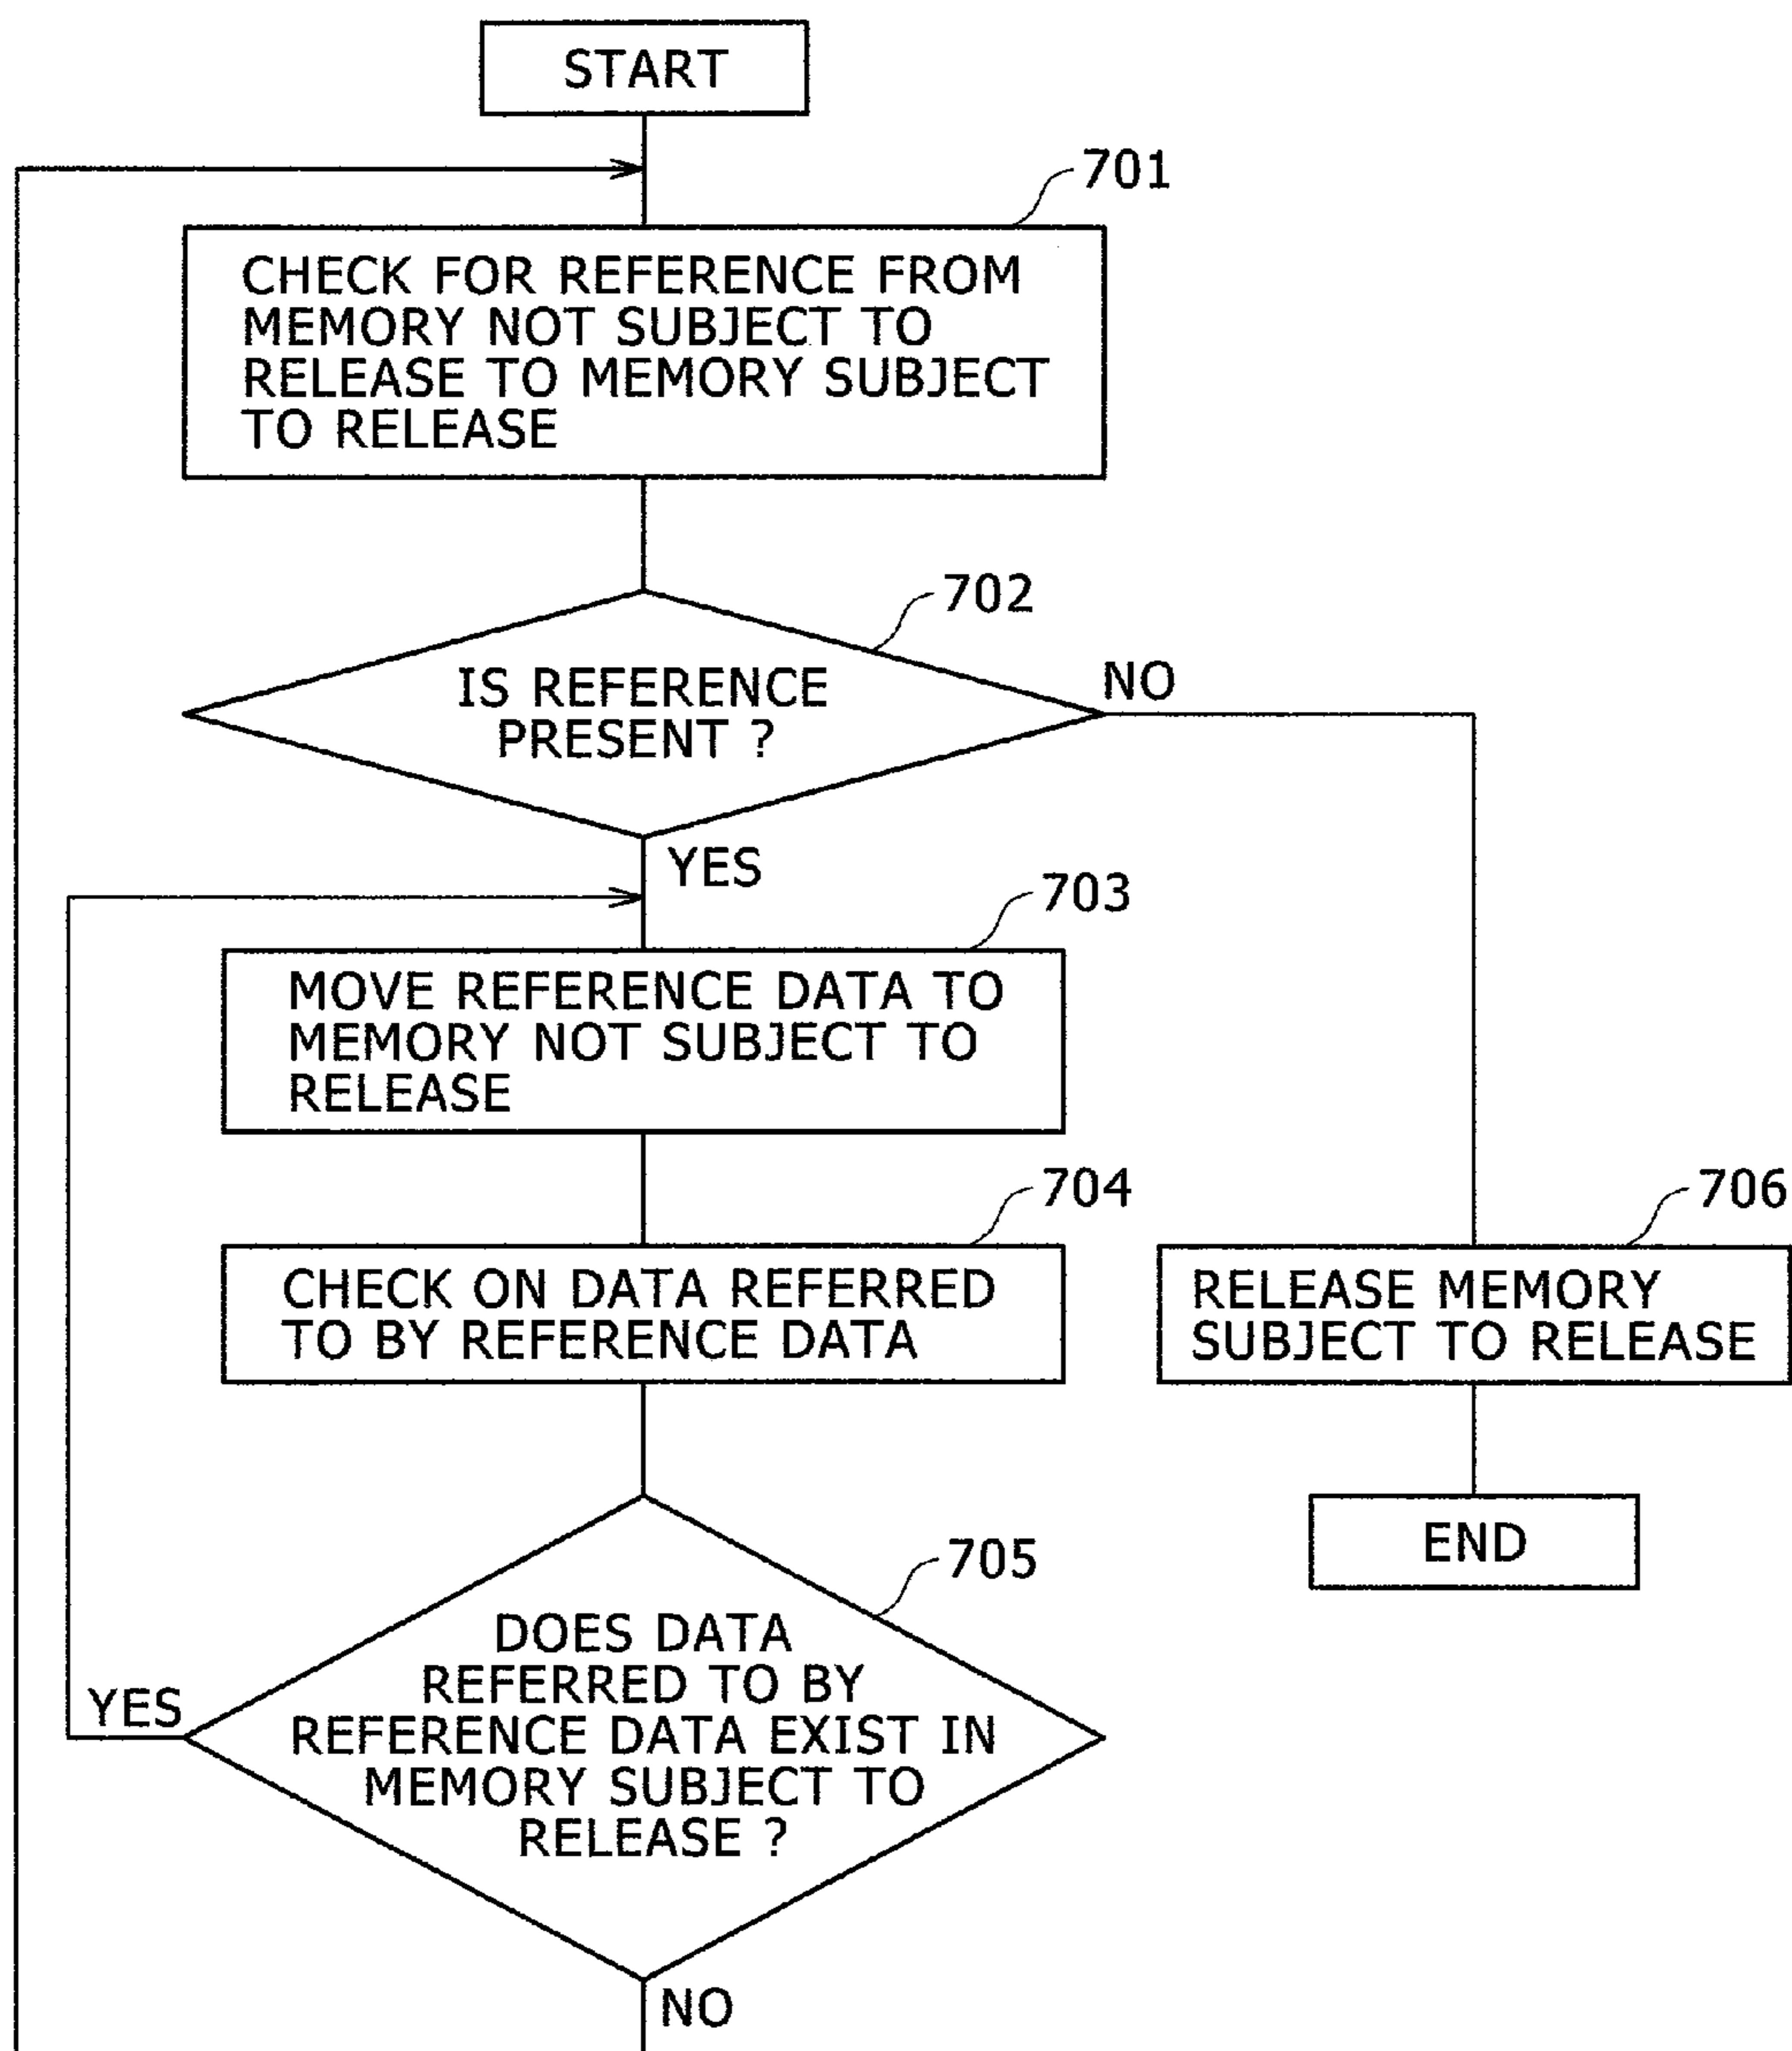 START
701
CHECK FOR REFERENCE FROM
MEMORY NOT SUBJECT TO
RELEASE TO MEMORY SUBJECT
TO RELEASE
702
IS REFERENCE
PRESENT ?
NO
YES
703
MOVE REFERENCE DATA TO
MEMORY NOT SUBJECT TO
RELEASE
704
CHECK ON DATA REFERRED
TO BY REFERENCE DATA
706
RELEASE MEMORY
SUBJECT TO RELEASE
END
705
DOES DATA
REFERRED TO BY
REFERENCE DATA EXIST IN
MEMORY SUBJECT TO
RELEASE ?
YES
NO